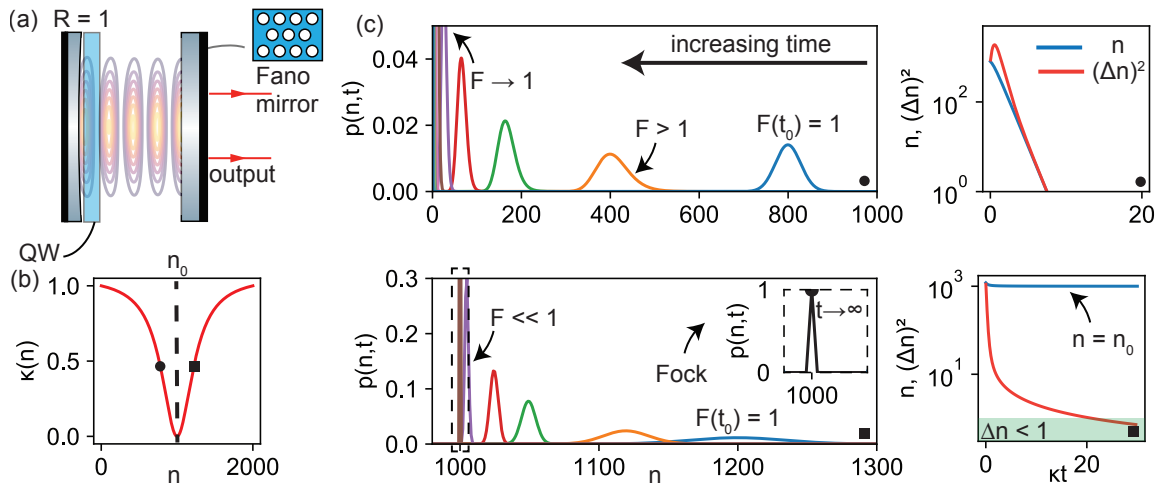 (a)
R = 1
Fano
mirror
output
QW
(b)
n₀
κ(n)
1.0
0.5
0.0
0
2000
n
(c)
p(n,t)
0.04
0.02
0.00
0
200
400
600
800
1000
F → 1
increasing time
F > 1
F(t₀) = 1
n, (Δn)²
10²
10⁰
0
20
n
(Δn)²
p(n,t)
0.3
0.2
0.1
0.0
1000
1100
n
1200
1300
F << 1
Fock
F(t₀) = 1
p(n,t)
1
0
1000
t→∞
n, (Δn)²
10³
10¹
n = n₀
Δn < 1
0
20
κt